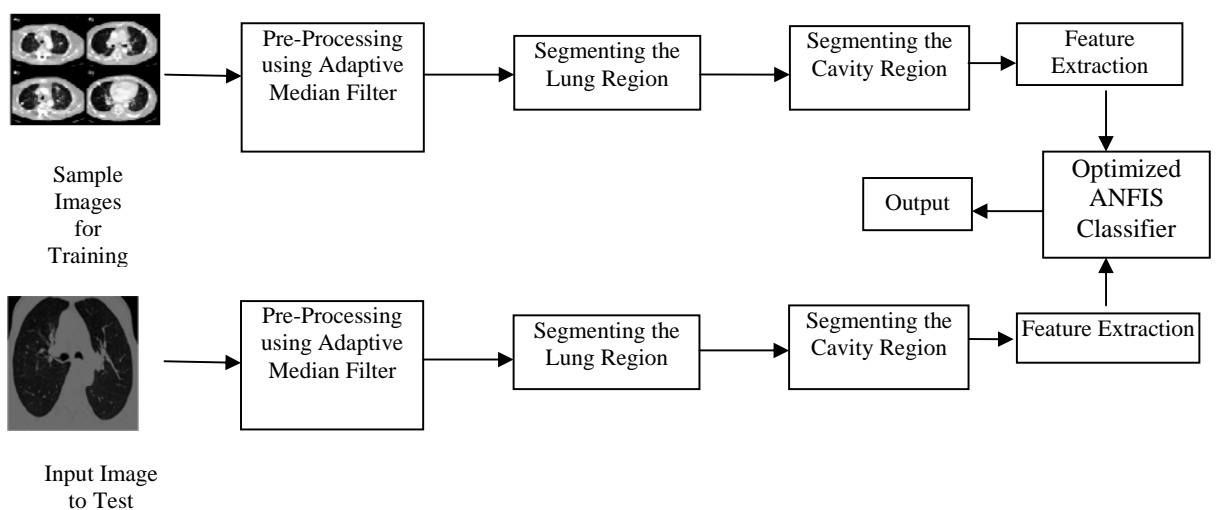 Pre-Processing
using Adaptive
Median Filter
Segmenting the
Lung Region
Segmenting the
Cavity Region
Feature
Extraction
Sample
Images
for
Training
Optimized
ANFIS
Classifier
Output
Pre-Processing
using Adaptive
Median Filter
Segmenting the
Lung Region
Segmenting the
Cavity Region
Feature Extraction
Input Image
to Test